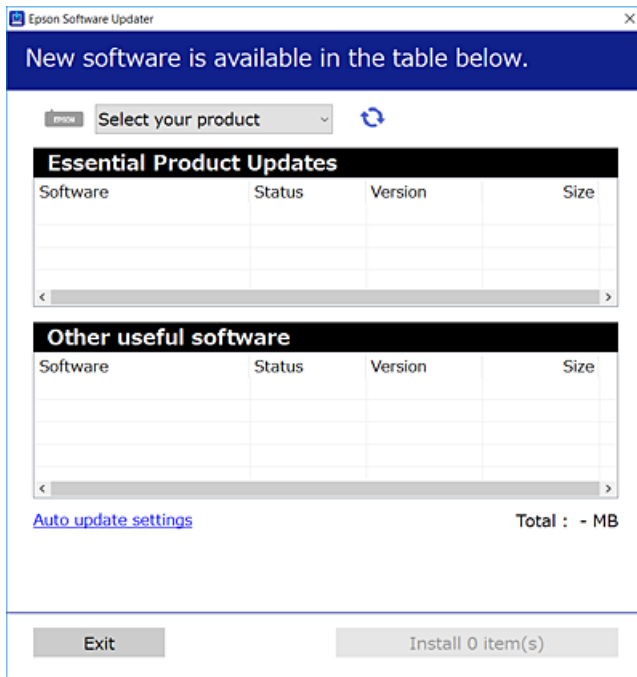 Epson Software Updater
New software is available in the table below.
EPSON Select your product
Essential Product Updates
Software Status Version Size
Other useful software
Software Status Version Size
Auto update settings Total : - MB
Exit Install 0 item(s)